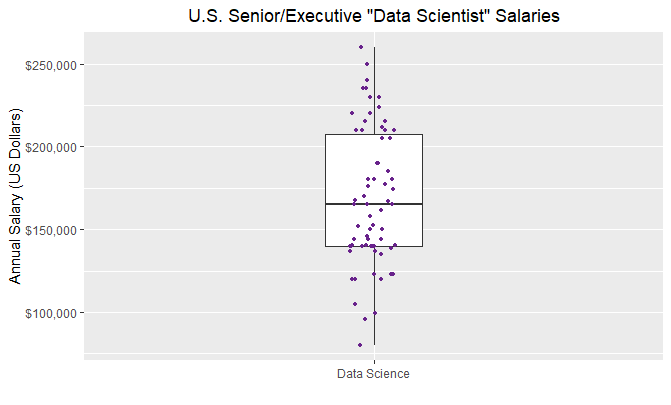 U.S. Senior/Executive "Data Scientist" Salaries
Annual Salary (US Dollars)
$250,000
$200,000
$150,000
$100,000
Data Science